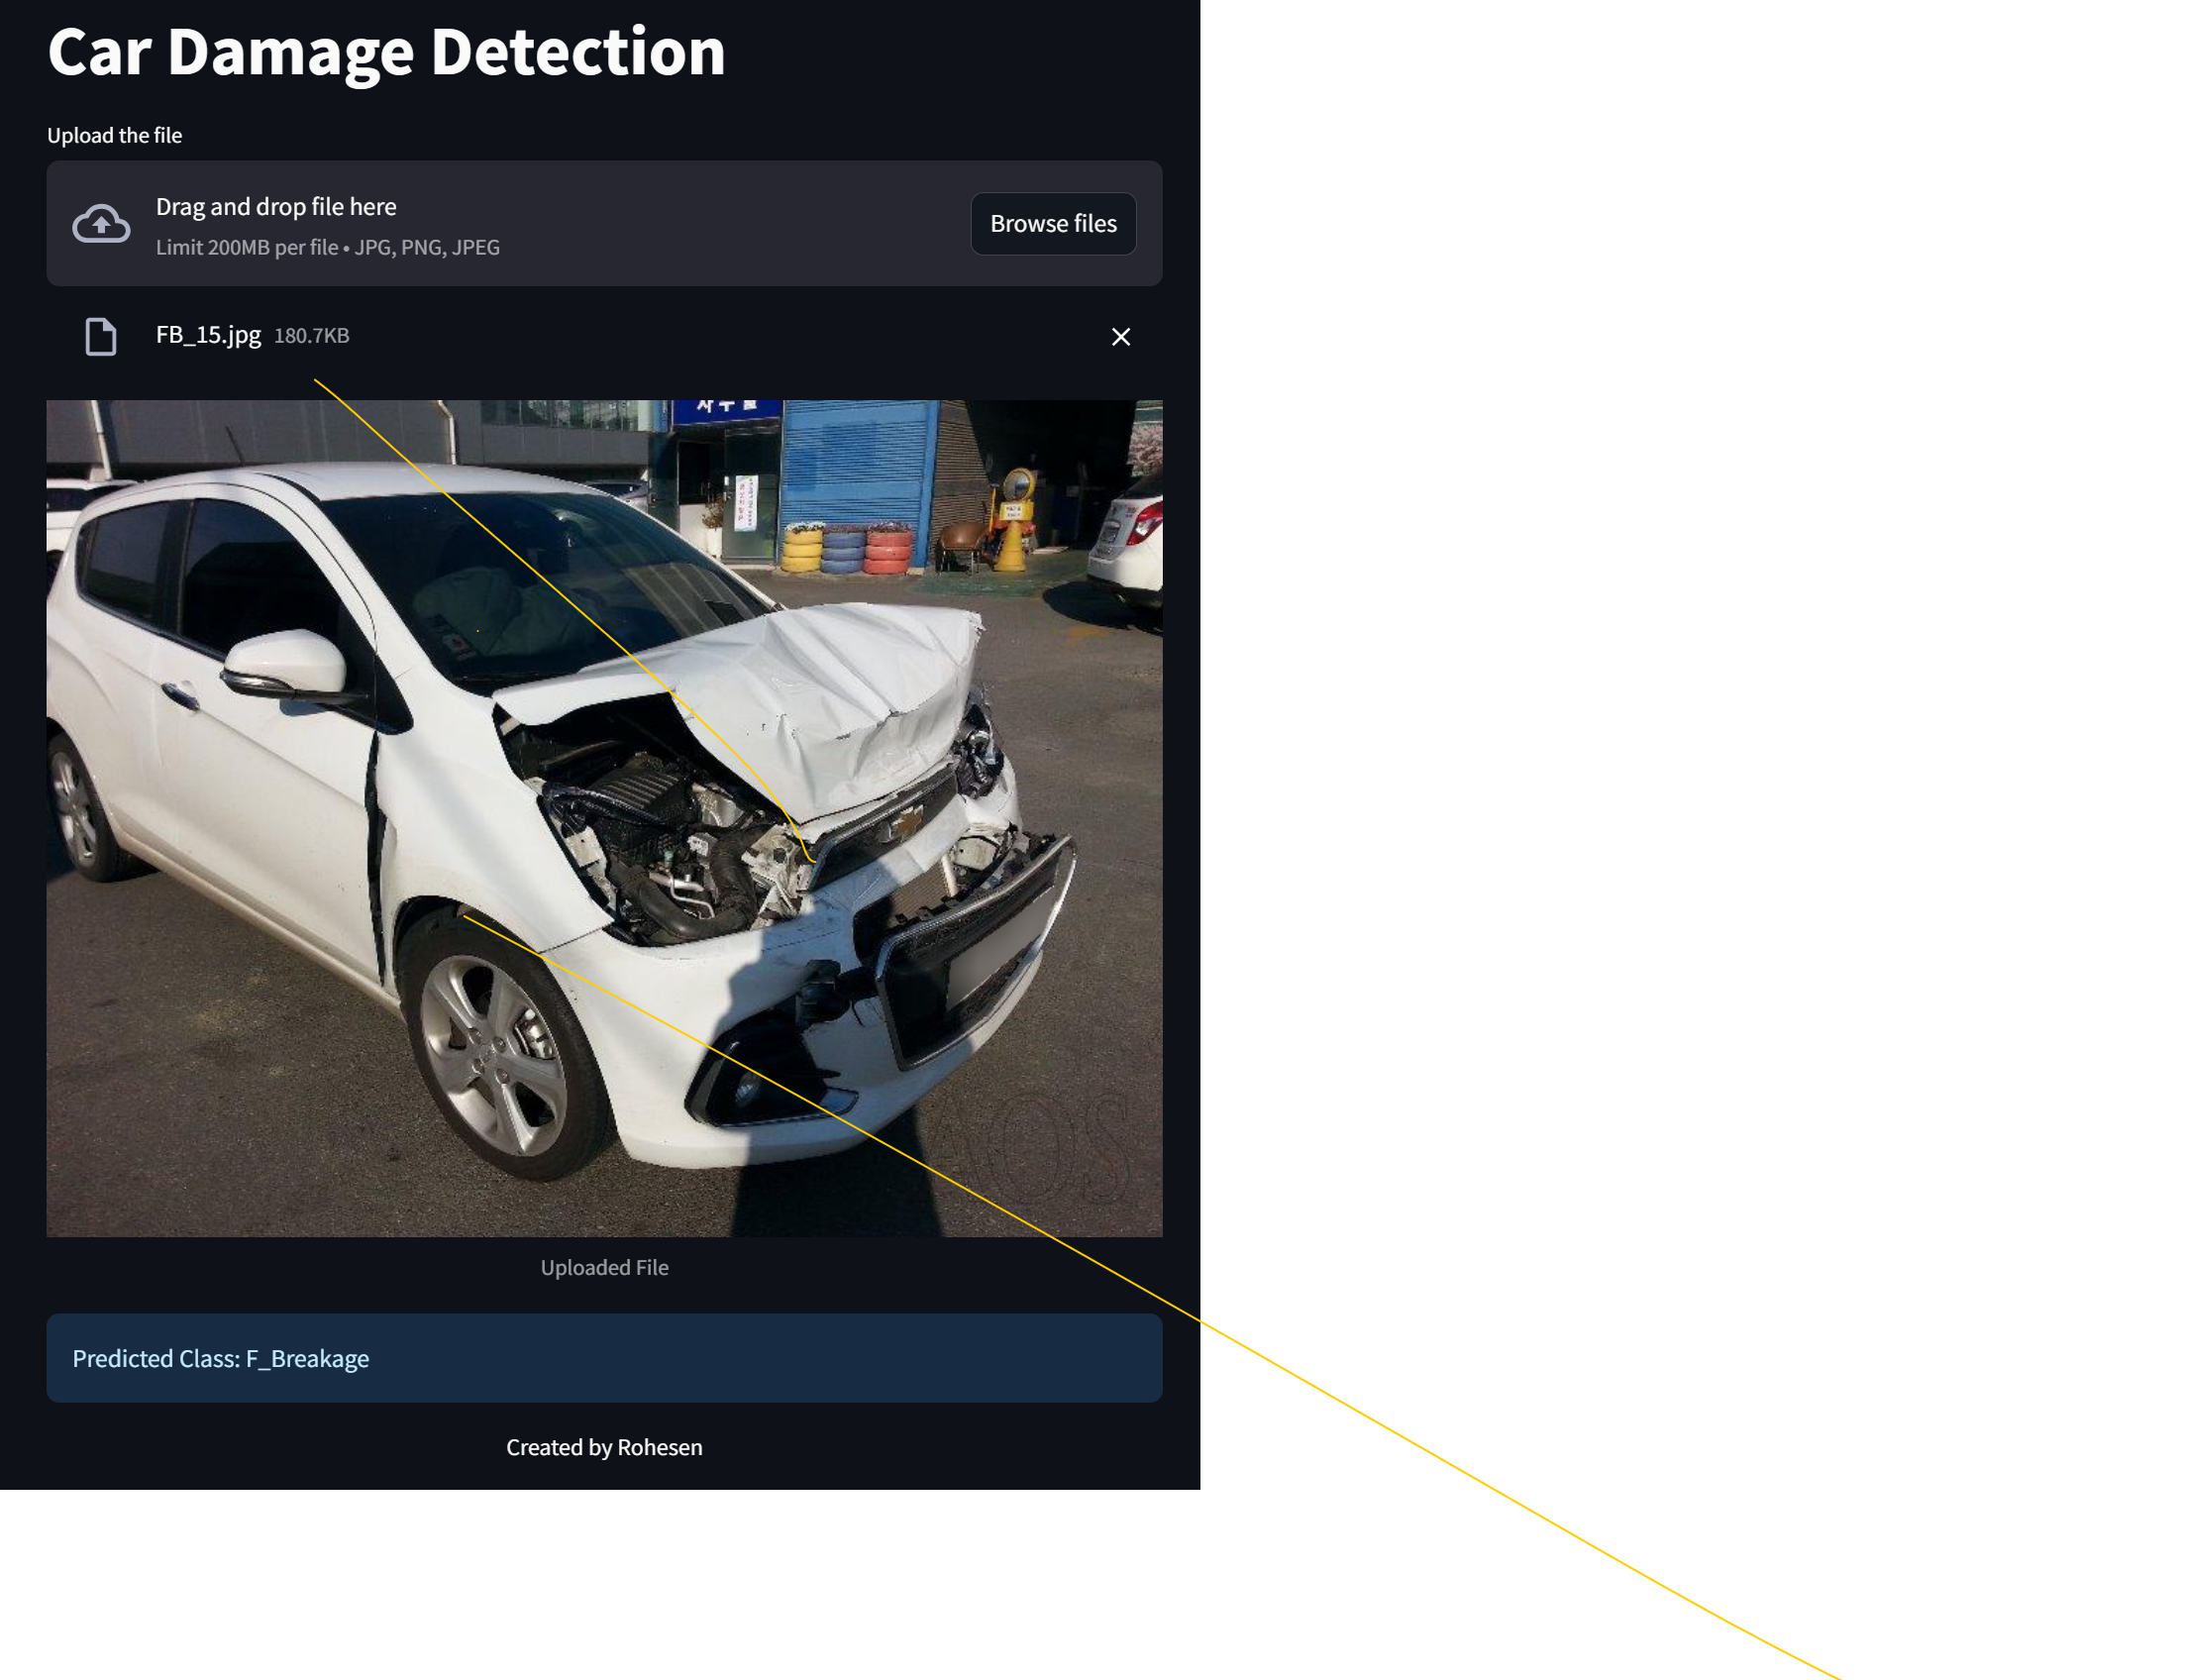 Car Damage Detection
Upload the file
Drag and drop file here
Limit 200MB per file • JPG, PNG, JPEG
Browse files
FB_15.jpg 180.7KB
AOS
Uploaded File
Predicted Class: F_Breakage
Created by Rohesen